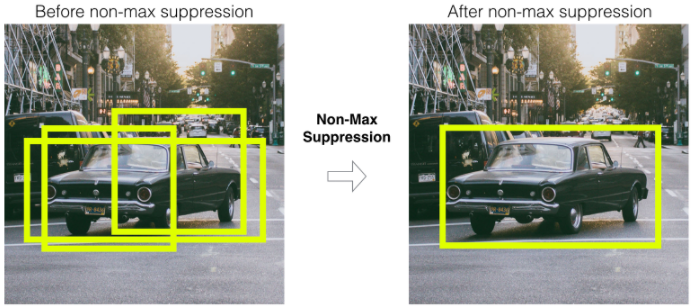 Before non-max suppression
After non-max suppression
Non-Max
Suppression